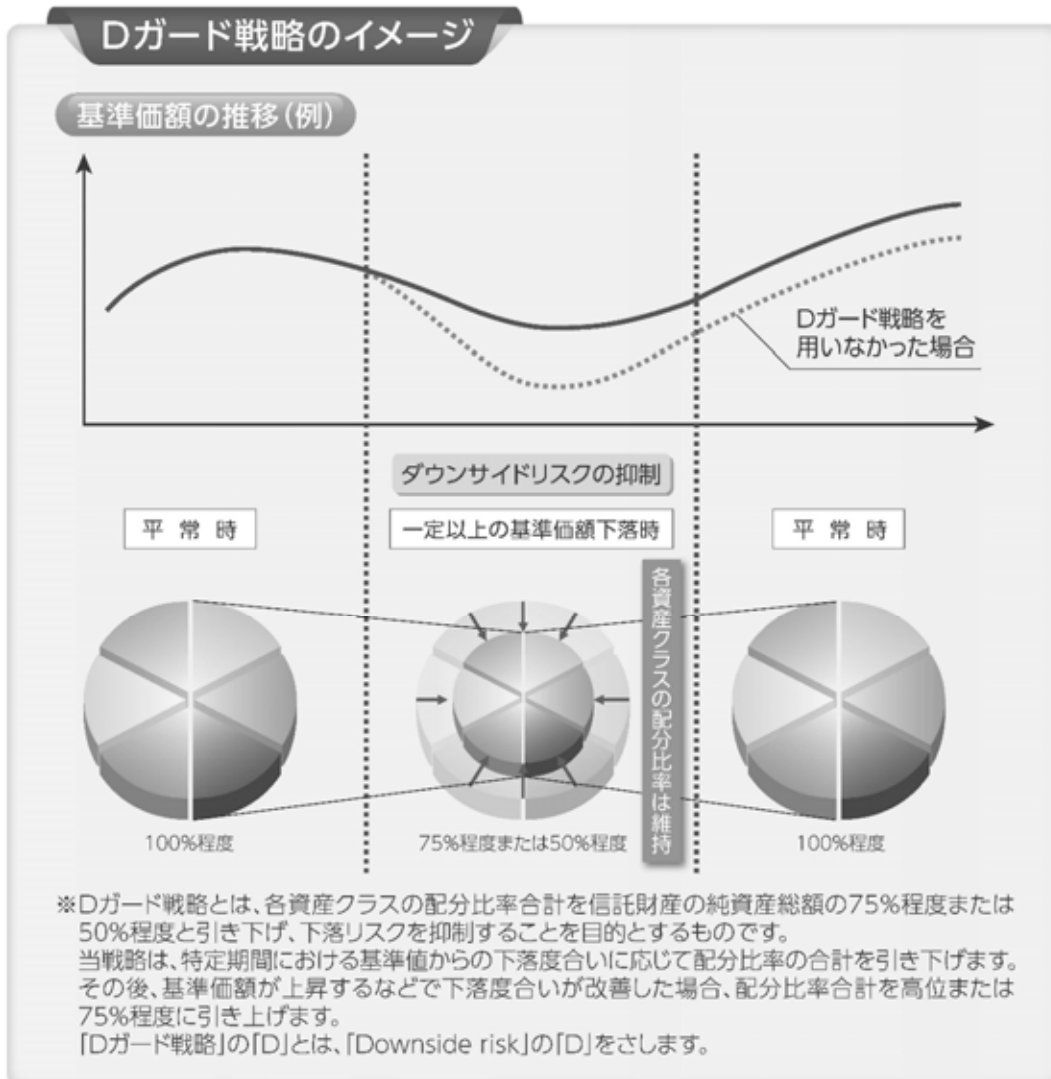 Dガード戦略のイメージ
基準価額の推移(例)
Dガード戦略を
用いなかった場合
ダウンサイドリスクの抑制
平常時
一定以上の基準価額下落時
平常時
各資産クラスの配分比率は維持
100%程度
75%程度または50%程度
100%程度
※Dガード戦略とは、各資産クラスの配分比率合計を信託財産の純資産総額の75%程度または
50%程度と引き下げ、下落リスクを抑制することを目的とするものです。
当戦略は、特定期間における基準値からの下落度合いに応じて配分比率の合計を引き下げます。
その後、基準価額が上昇するなどで下落度合いが改善した場合、配分比率合計を高位または
75%程度に引き上げます。
「Dガード戦略」の「D」とは、「Downside risk」の「D」をさします。